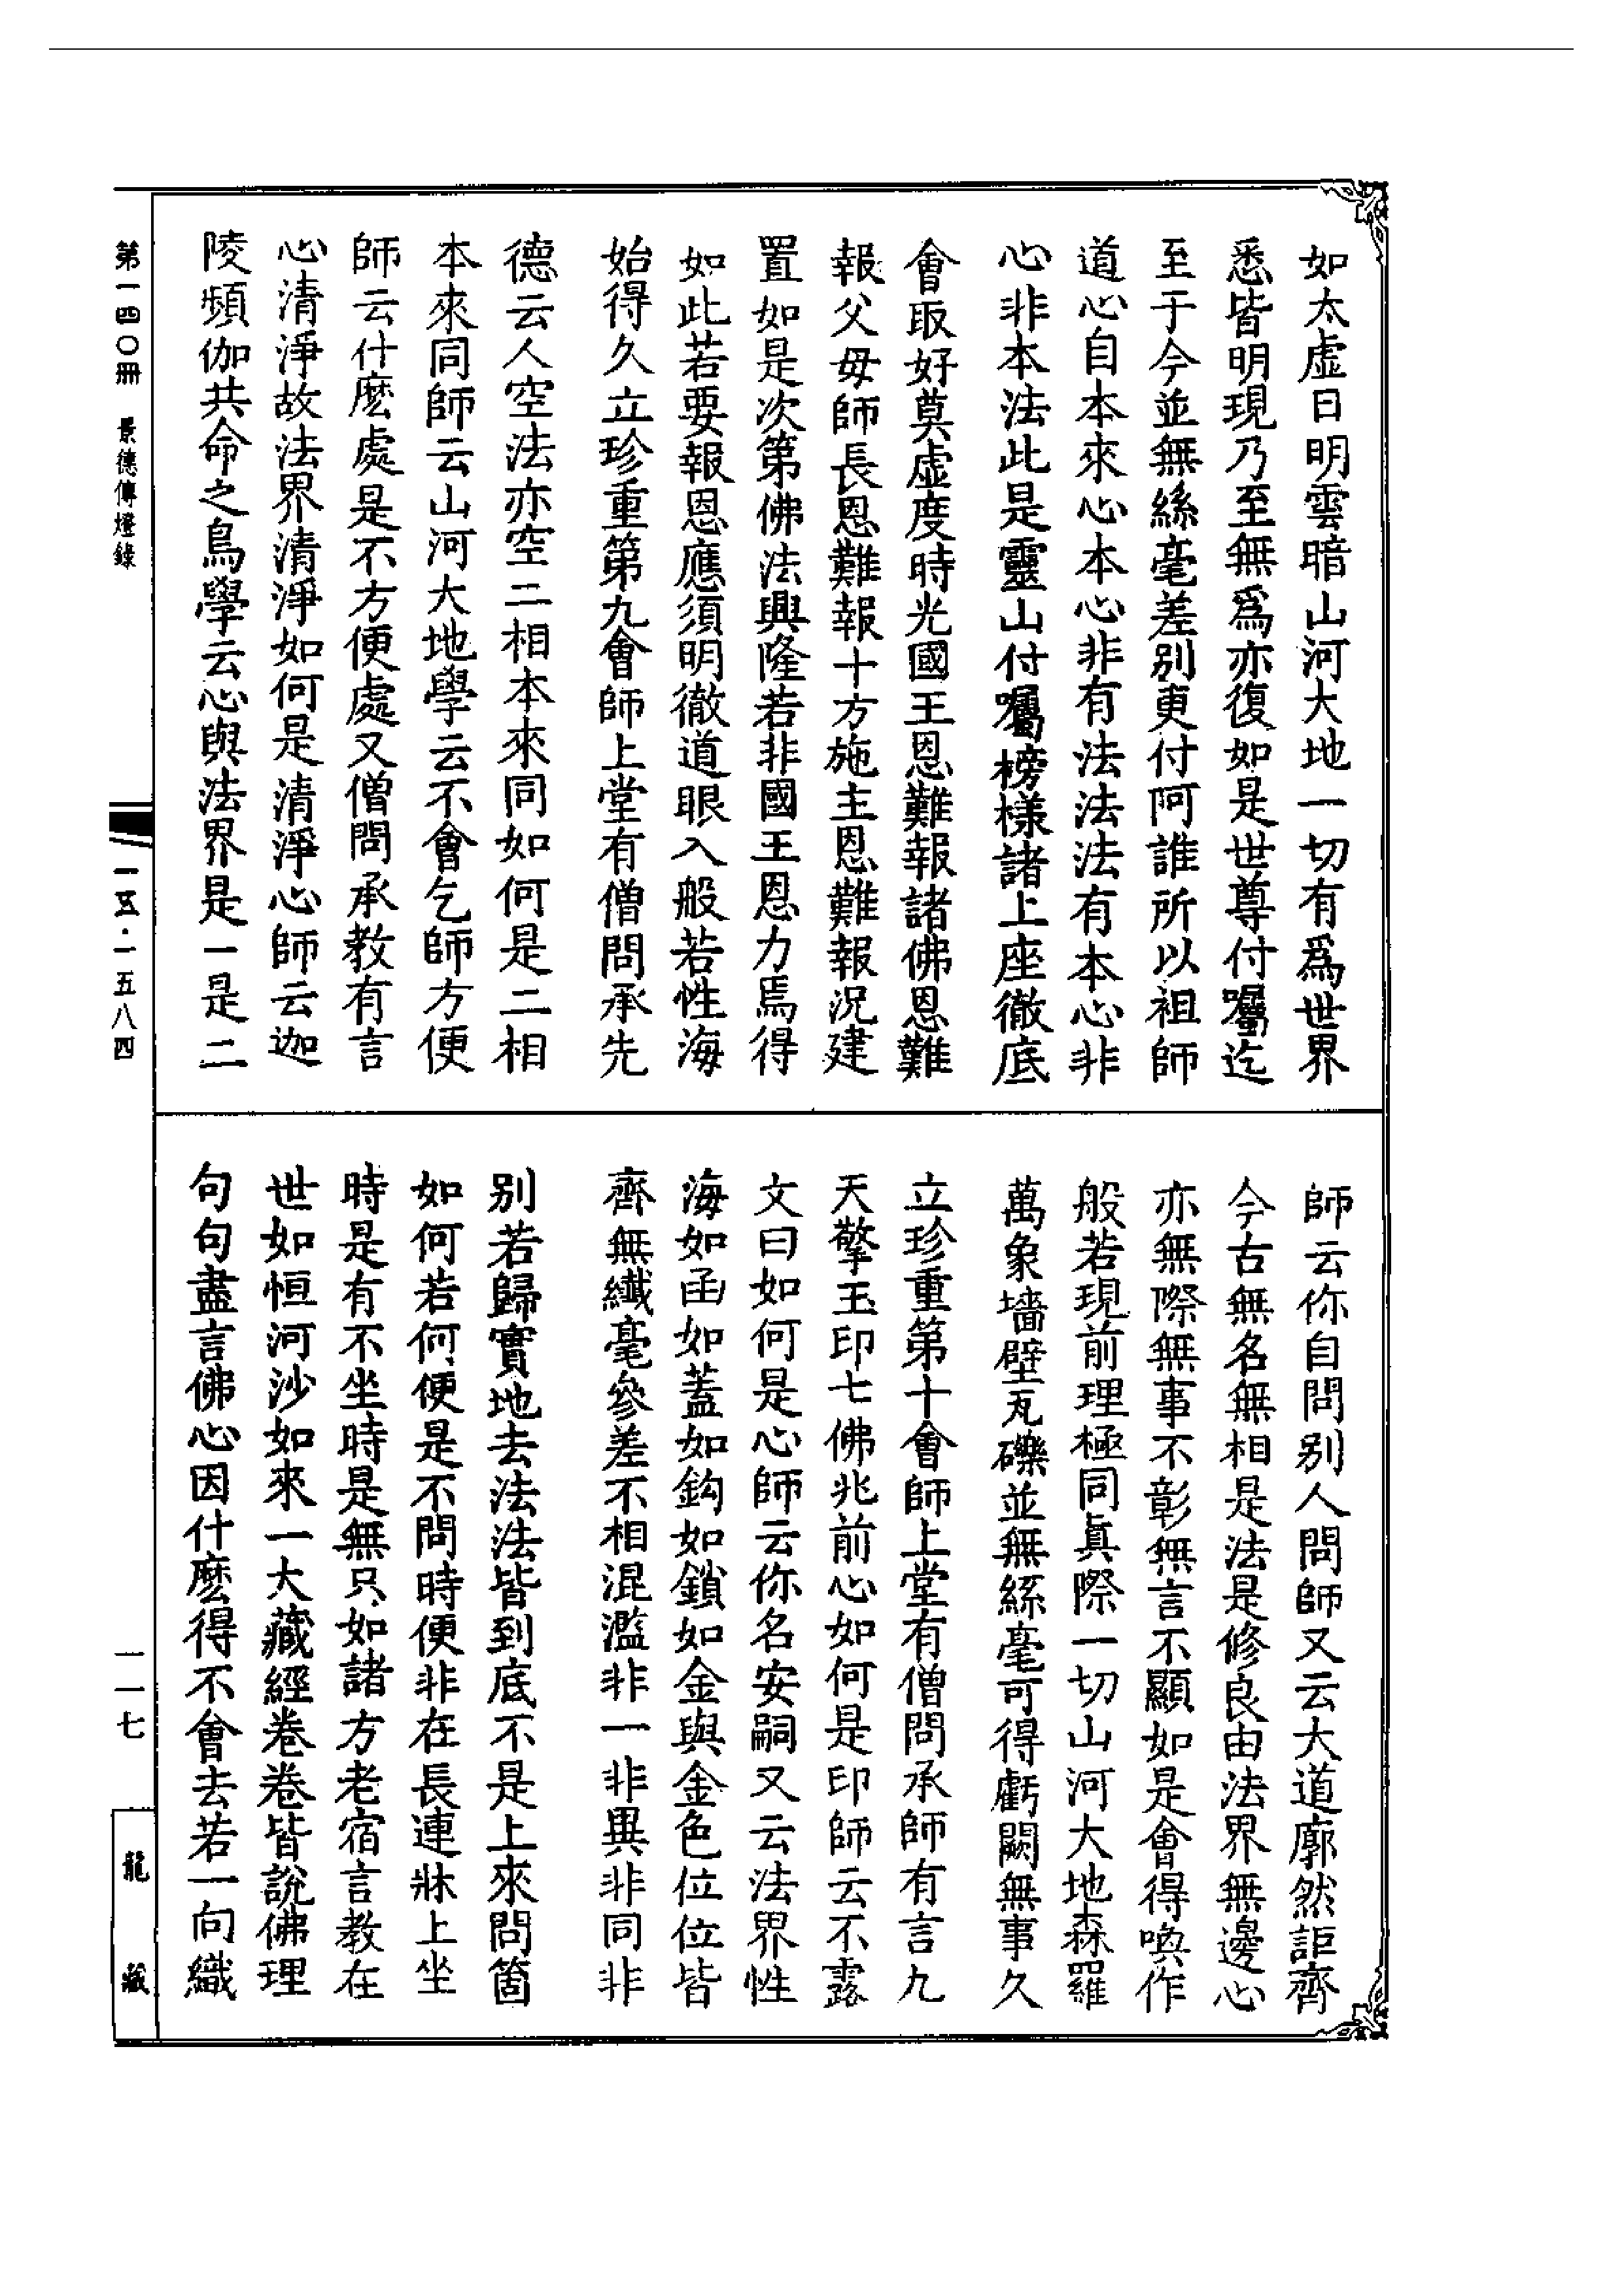 如太虛日明雲暗山河大地一切有爲世界
悉皆明現乃至無爲亦復如是世尊付囑迄
至于今並無絲毫差別更付阿誰所以祖師
道心自本來心本心非有法法法有本心非
心非本法此是靈山付囑榜樣諸上座徹底
會取好莫虛度時光國王恩難報諸佛恩難
報父母師長恩難報十方施主恩難報況建
置如是次第佛法興隆若非國王恩力焉得
如此若要報恩應須明徹道眼入般若性海
始得久立珍重第九會師上堂有僧問承先
德云人空法亦空二相本來同如何是二相
本來同師云山河大地學云不會乞師方便
師云什麼處是不方便處又僧問承教有言
心清淨故法界清淨如何是清淨心師云迦
陵頻伽共命之鳥學云心與法界是一是二
師云你自問別人問師又云大道廓然詎齊
今古無名無相是法是修良由法界無邊心
亦無際無事不彰無言不顯如是會得喚作
般若現前理極同眞際一切山河大地森羅
萬象墻壁瓦礫並無絲毫可得虧闕無事久
立珍重第十會師上堂有僧問承師有言九
天擎玉印七佛兆前心如何是印師云不露
文曰如何是心師云你名安嗣又云法界性
海如函如蓋如鈎如鎖如金與金色位位皆
齊無纖毫參差不相混濫非一非異非同非
別若歸實地去法法皆到底不是上來問箇
如何若何便是不問時便非在長連牀上坐
時是有不坐時是無只如諸方老宿言教在
世如恒河沙如來一大藏經卷卷皆說佛理
句句盡言佛心因什麼得不會去若一向織
第一四〇冊　景德傳燈錄
一五·一五八四
一一七
龍藏